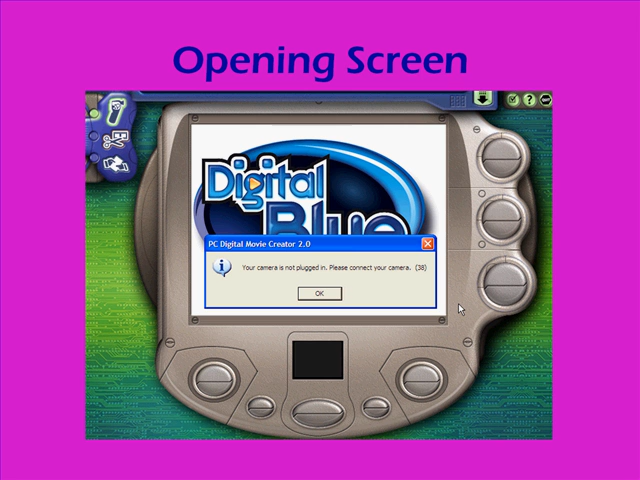 Opening Screen
?
Digital
Blue
PC Digital Movie Creator 2.0
Your camera is not plugged in. Please connect your camera. (38)
OK